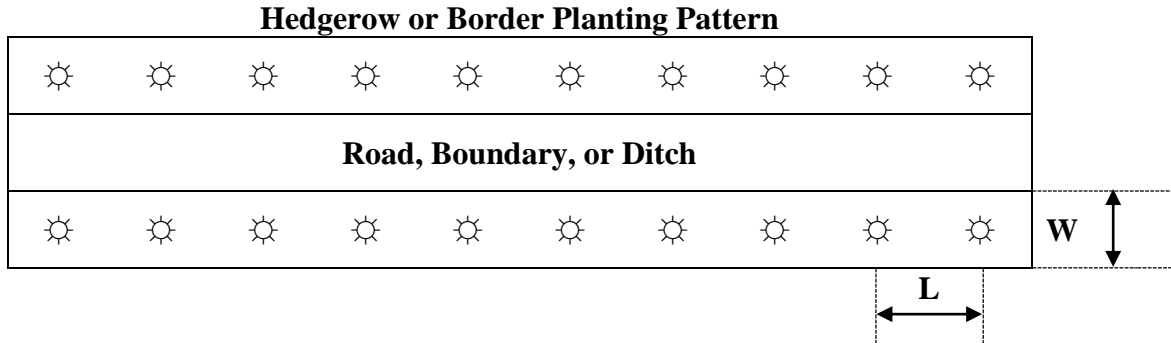 Hedgerow or Border Planting Pattern
Road, Boundary, or Ditch
W
L